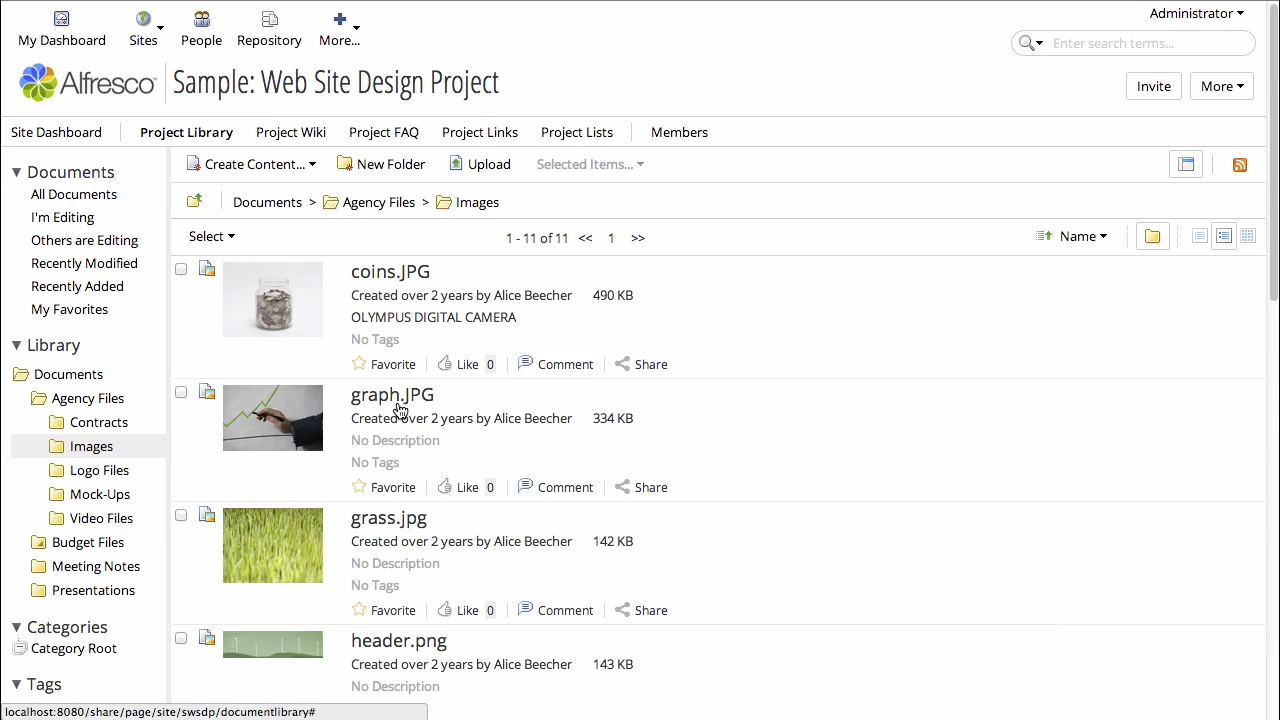 Administrator
My Dashboard
Sites
People
Repository
More...
Enter search terms...
Alfresco
Sample: Web Site Design Project
Invite
More
Site Dashboard
Project Library
Project Wiki
Project FAQ
Project Links
Project Lists
Members
Documents
All Documents
I'm Editing
Others are Editing
Recently Modified
Recently Added
My Favorites
Library
Documents
Agency Files
Contracts
Images
Logo Files
Mock-Ups
Video Files
Budget Files
Meeting Notes
Presentations
Categories
Category Root
Tags
Create Content...
New Folder
Upload
Selected Items...
Documents > Agency Files > Images
Select
1 - 11 of 11 << 1 >>
Name
coins.JPG
Created over 2 years by Alice Beecher 490 KB
OLYMPUS DIGITAL CAMERA
No Tags
Favorite Like 0 Comment Share
graph.JPG
Created over 2 years by Alice Beecher 334 KB
No Description
No Tags
Favorite Like 0 Comment Share
grass.jpg
Created over 2 years by Alice Beecher 142 KB
No Description
No Tags
Favorite Like 0 Comment Share
header.png
Created over 2 years by Alice Beecher 143 KB
No Description
localhost:8080/share/page/site/swsdp/documentlibrary#